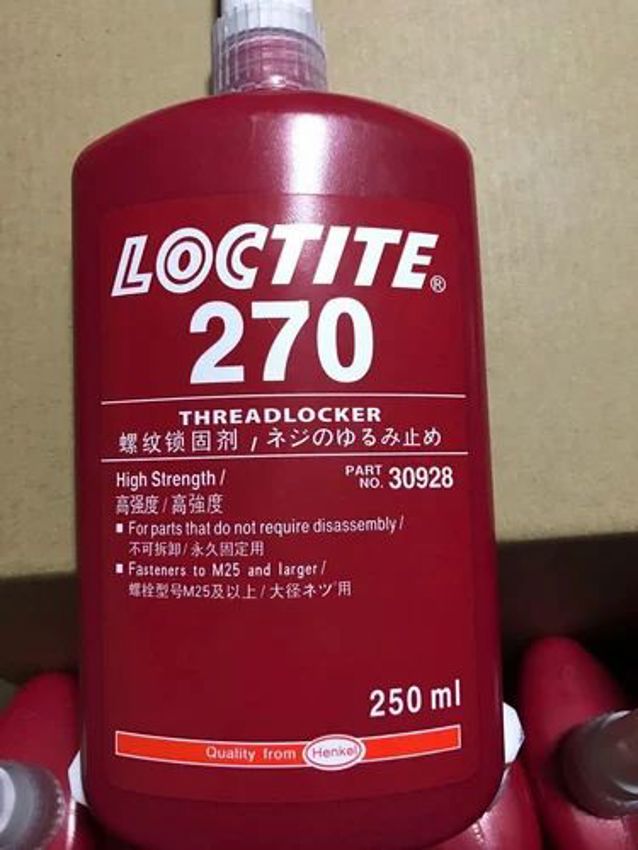 LOCTITE®
270
THREADLOCKER
螺纹锁固剂 / ネジのゆるみ止め
High Strength /
PART NO. 30928
高强度 / 高強度
▪ For parts that do not require disassembly /
不可拆卸 / 永久固定用
▪ Fasteners to M25 and larger /
螺栓型号M25及以上 / 大径ネツ゛用
250 ml
Quality from Henkel